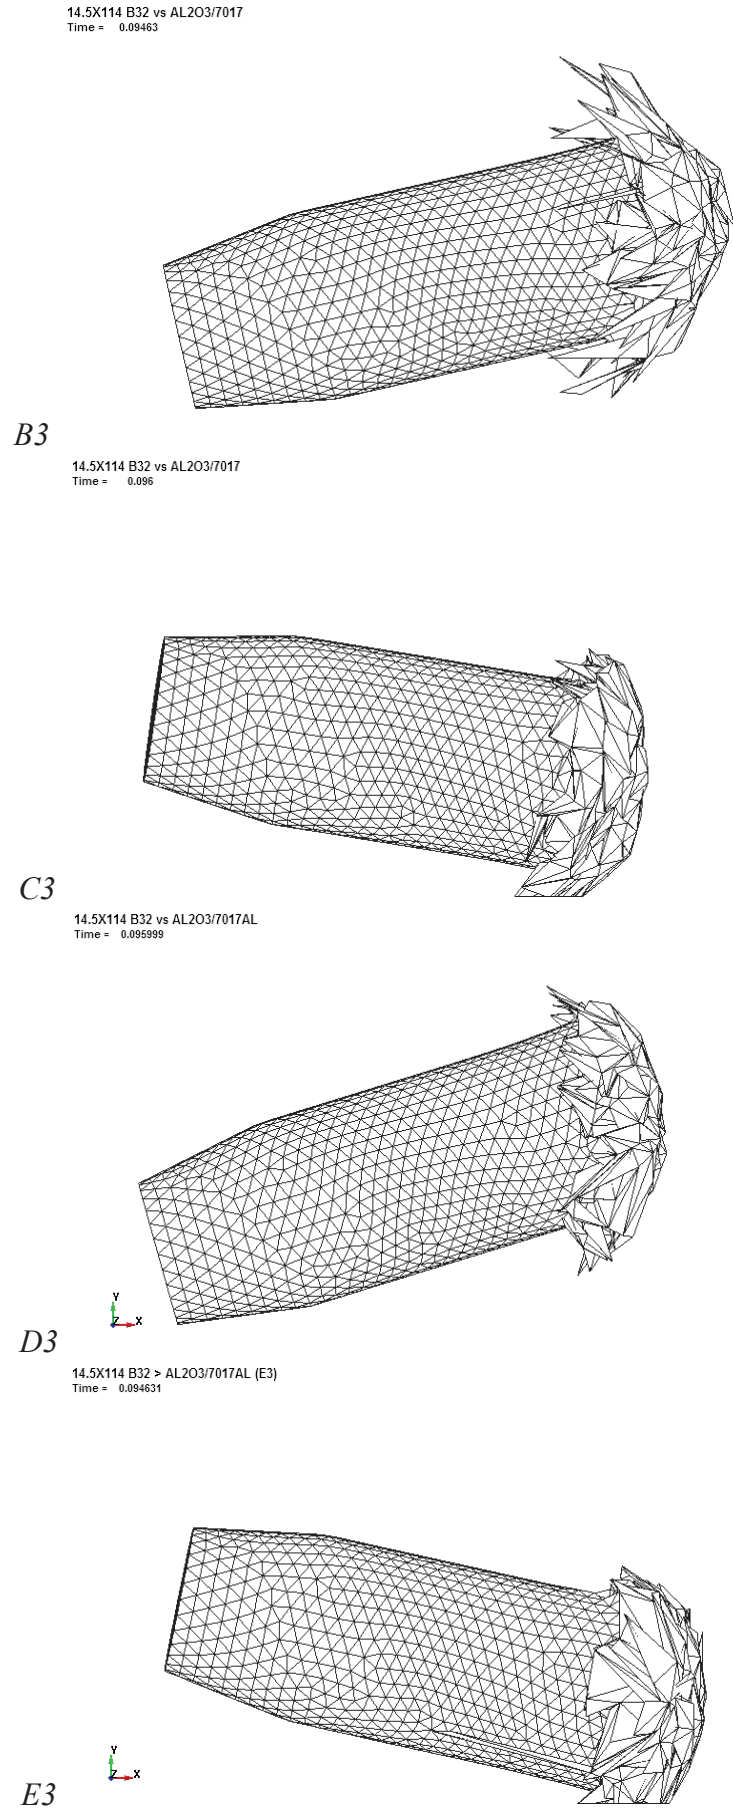 14.5X114 B32 vs AL2O3/7017
Time = 0.09463
B3
14.5X114 B32 vs AL2O3/7017
Time = 0.096
C3
14.5X114 B32 vs AL2O3/7017AL
Time = 0.095999
Y
Z X
D3
14.5X114 B32 > AL2O3/7017AL (E3)
Time = 0.094631
Y
Z X
E3